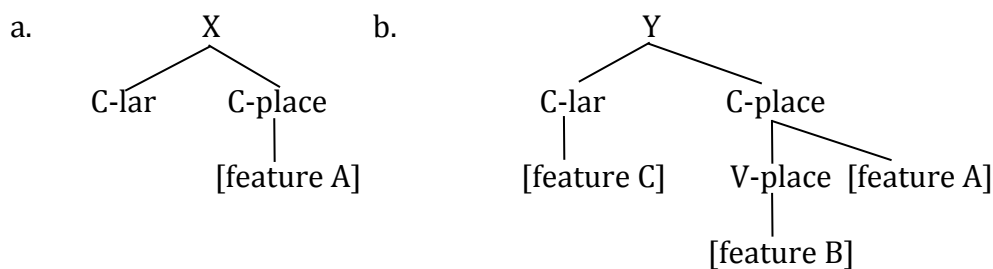 a. X b. Y
C-lar C-place C-lar C-place
[feature A] [feature C] V-place [feature A]
[feature B]